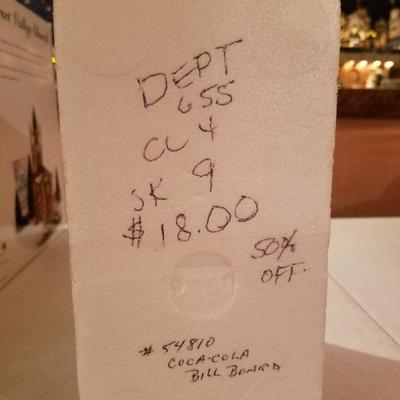 DEPT
655
CL 4
SK 9
$18.00
50%
OFF.
#54810
COCA-COLA
BILL BOARD